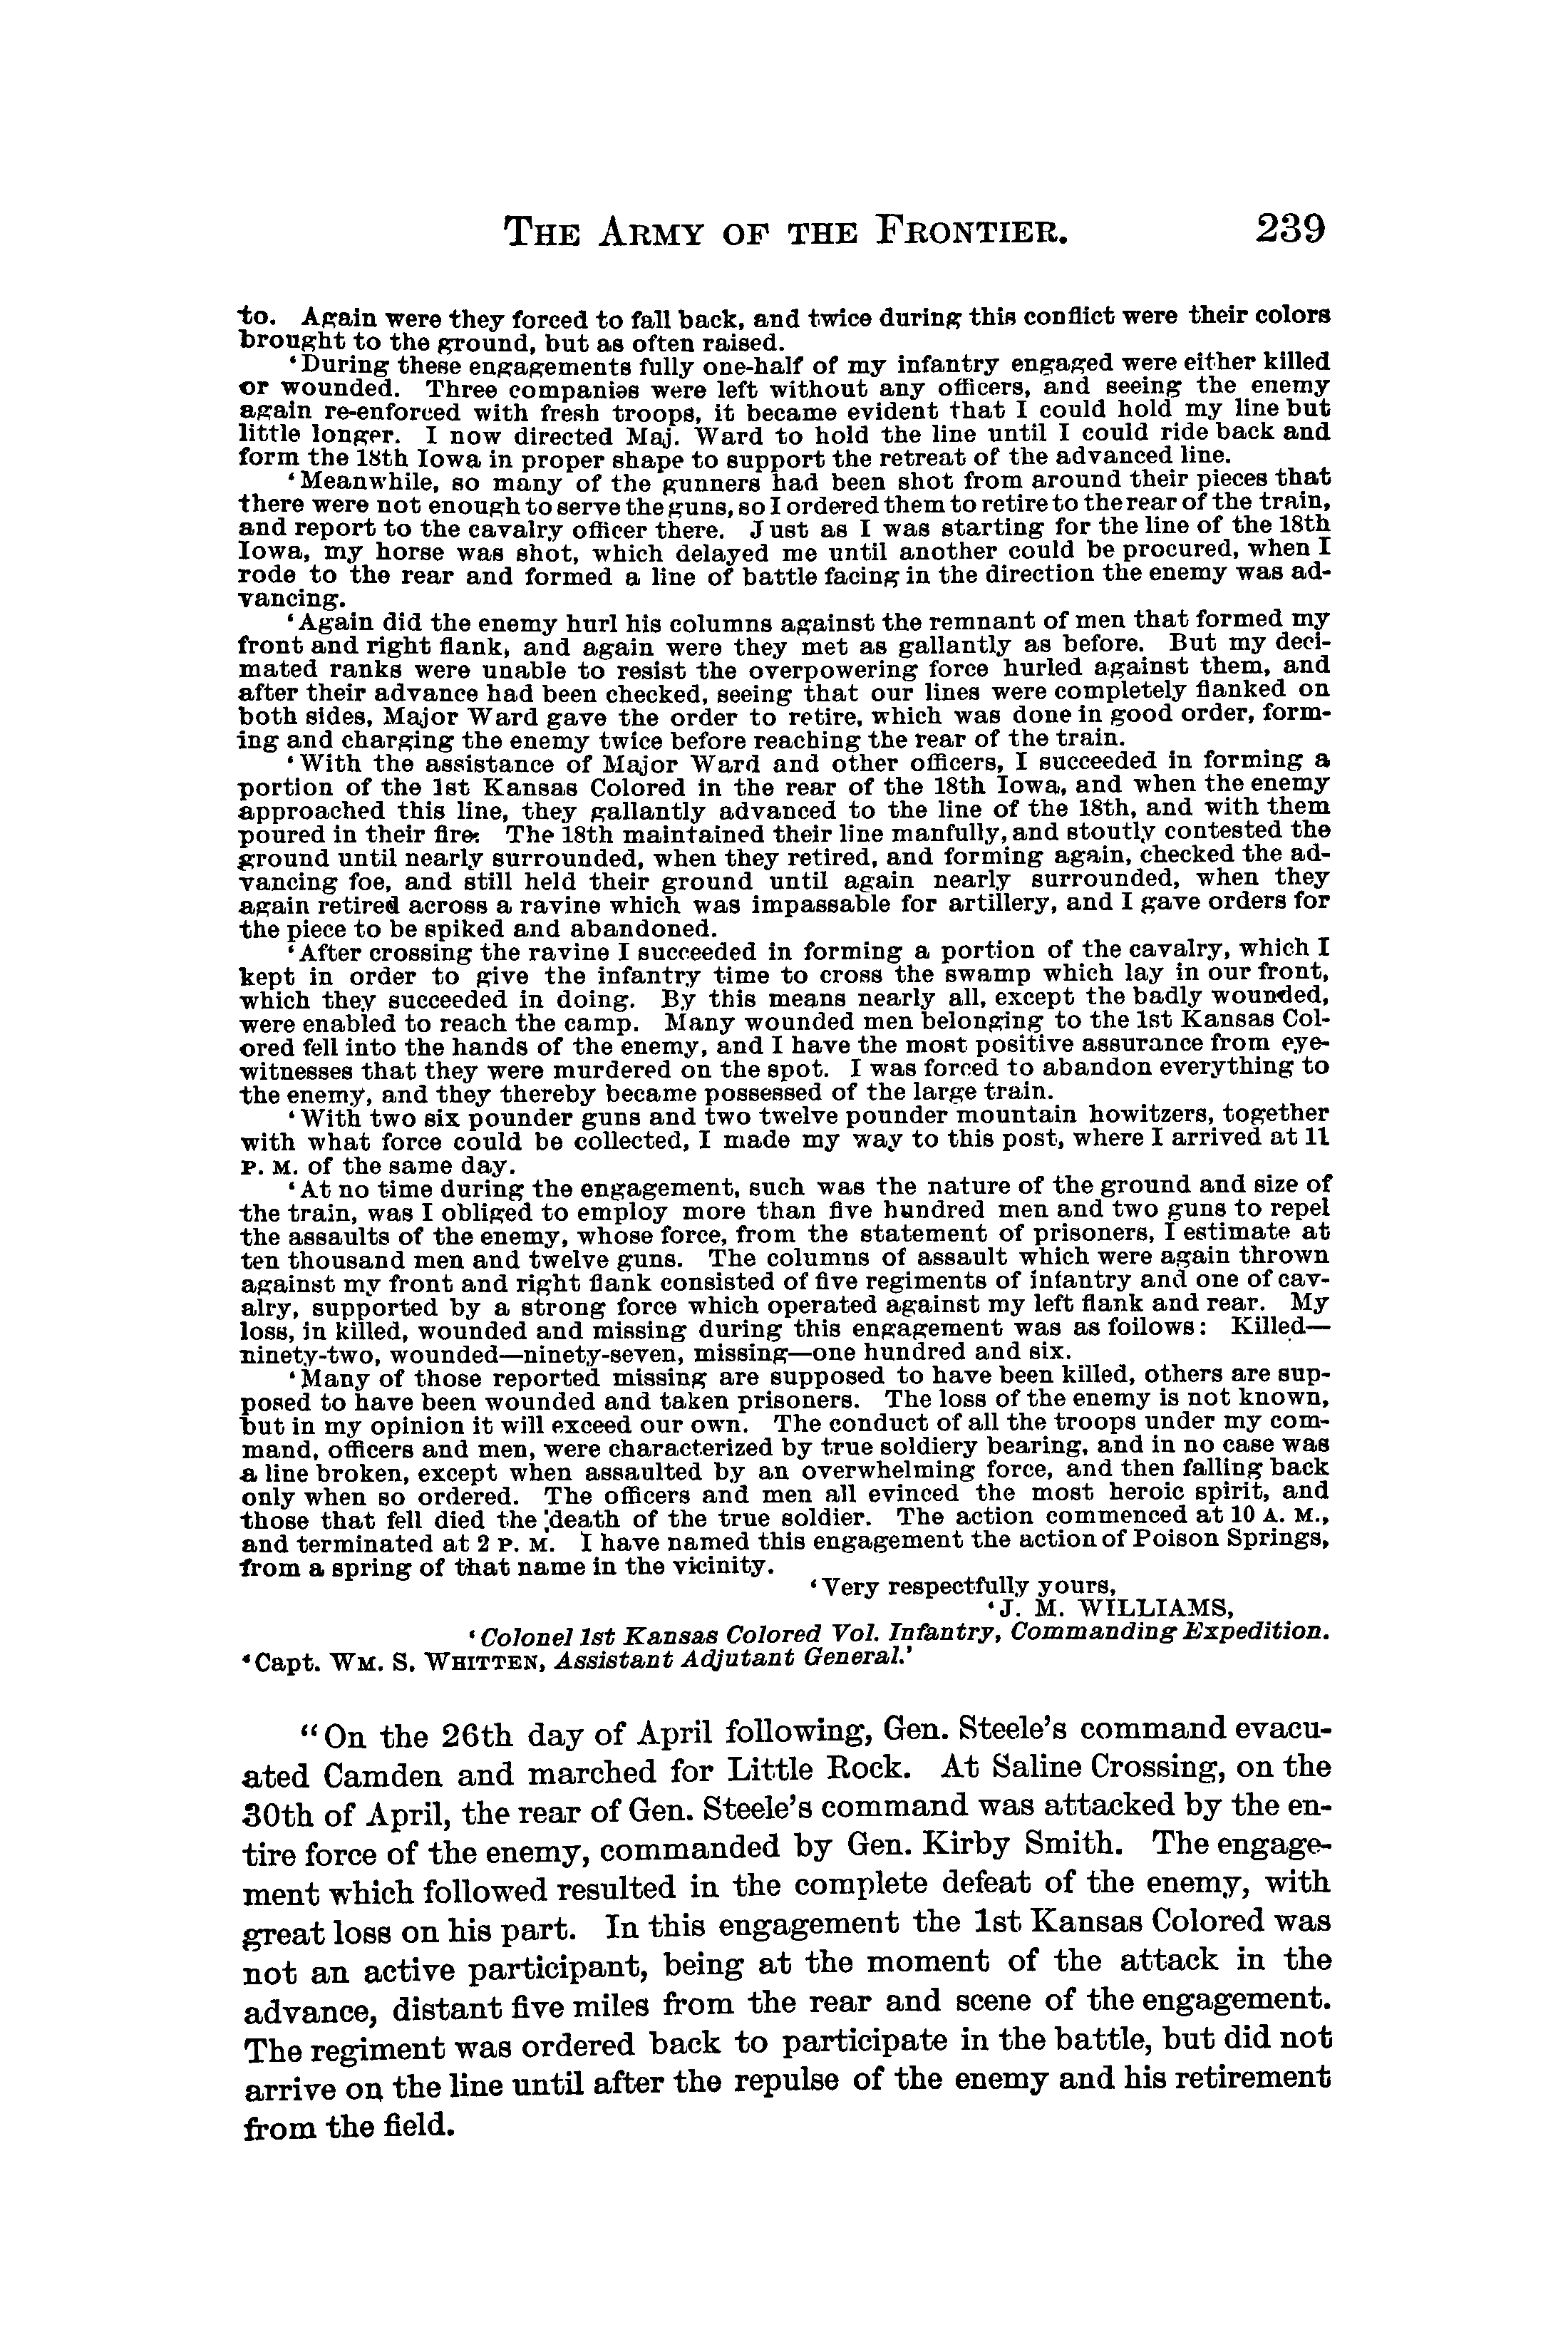 THE ARMY OF THE FRONTIER. 239
to. Again were they forced to fall back, and twice during this conflict were their colors
brought to the ground, but as often raised.
‘During these engagements fully one-half of my infantry engaged were either killed
or wounded. Three companies were left without any officers, and seeing the enemy
again re-enforced with fresh troops, it became evident that I could hold my line but
little longer. I now directed Maj. Ward to hold the line until I could ride back and
form the 18th Iowa in proper shape to support the retreat of the advanced line.
‘Meanwhile, so many of the gunners had been shot from around their pieces that
there were not enough to serve the guns, so I ordered them to retire to the rear of the train,
and report to the cavalry officer there. Just as I was starting for the line of the 18th
Iowa, my horse was shot, which delayed me until another could be procured, when I
rode to the rear and formed a line of battle facing in the direction the enemy was ad-
vancing.
‘Again did the enemy hurl his columns against the remnant of men that formed my
front and right flank, and again were they met as gallantly as before. But my deci-
mated ranks were unable to resist the overpowering force hurled against them, and
after their advance had been checked, seeing that our lines were completely flanked on
both sides, Major Ward gave the order to retire, which was done in good order, form-
ing and charging the enemy twice before reaching the rear of the train.
‘With the assistance of Major Ward and other officers, I succeeded in forming a
portion of the 1st Kansas Colored in the rear of the 18th Iowa, and when the enemy
approached this line, they gallantly advanced to the line of the 18th, and with them
poured in their fire. The 18th maintained their line manfully, and stoutly contested the
ground until nearly surrounded, when they retired, and forming again, checked the ad-
vancing foe, and still held their ground until again nearly surrounded, when they
again retired across a ravine which was impassable for artillery, and I gave orders for
the piece to be spiked and abandoned.
‘After crossing the ravine I succeeded in forming a portion of the cavalry, which I
kept in order to give the infantry time to cross the swamp which lay in our front,
which they succeeded in doing. By this means nearly all, except the badly wounded,
were enabled to reach the camp. Many wounded men belonging to the 1st Kansas Col-
ored fell into the hands of the enemy, and I have the most positive assurance from eye-
witnesses that they were murdered on the spot. I was forced to abandon everything to
the enemy, and they thereby became possessed of the large train.
‘With two six pounder guns and two twelve pounder mountain howitzers, together
with what force could be collected, I made my way to this post, where I arrived at 11
P. M. of the same day.
‘At no time during the engagement, such was the nature of the ground and size of
the train, was I obliged to employ more than five hundred men and two guns to repel
the assaults of the enemy, whose force, from the statement of prisoners, I estimate at
ten thousand men and twelve guns. The columns of assault which were again thrown
against my front and right flank consisted of five regiments of infantry and one of cav-
alry, supported by a strong force which operated against my left flank and rear. My
loss, in killed, wounded and missing during this engagement was as follows: Killed—
ninety-two, wounded—ninety-seven, missing—one hundred and six.
‘Many of those reported missing are supposed to have been killed, others are sup-
posed to have been wounded and taken prisoners. The loss of the enemy is not known,
but in my opinion it will exceed our own. The conduct of all the troops under my com-
mand, officers and men, were characterized by true soldiery bearing, and in no case was
a line broken, except when assaulted by an overwhelming force, and then falling back
only when so ordered. The officers and men all evinced the most heroic spirit, and
those that fell died the death of the true soldier. The action commenced at 10 A. M.,
and terminated at 2 P. M. I have named this engagement the action of Poison Springs,
from a spring of that name in the vicinity.
‘Very respectfully yours,
‘J. M. WILLIAMS,
‘Colonel 1st Kansas Colored Vol. Infantry, Commanding Expedition.
‘Capt. WM. S. WHITTEN, Assistant Adjutant General.’
“On the 26th day of April following, Gen. Steele’s command evacu-
ated Camden and marched for Little Rock. At Saline Crossing, on the
30th of April, the rear of Gen. Steele’s command was attacked by the en-
tire force of the enemy, commanded by Gen. Kirby Smith. The engage-
ment which followed resulted in the complete defeat of the enemy, with
great loss on his part. In this engagement the 1st Kansas Colored was
not an active participant, being at the moment of the attack in the
advance, distant five miles from the rear and scene of the engagement.
The regiment was ordered back to participate in the battle, but did not
arrive on the line until after the repulse of the enemy and his retirement
from the field.